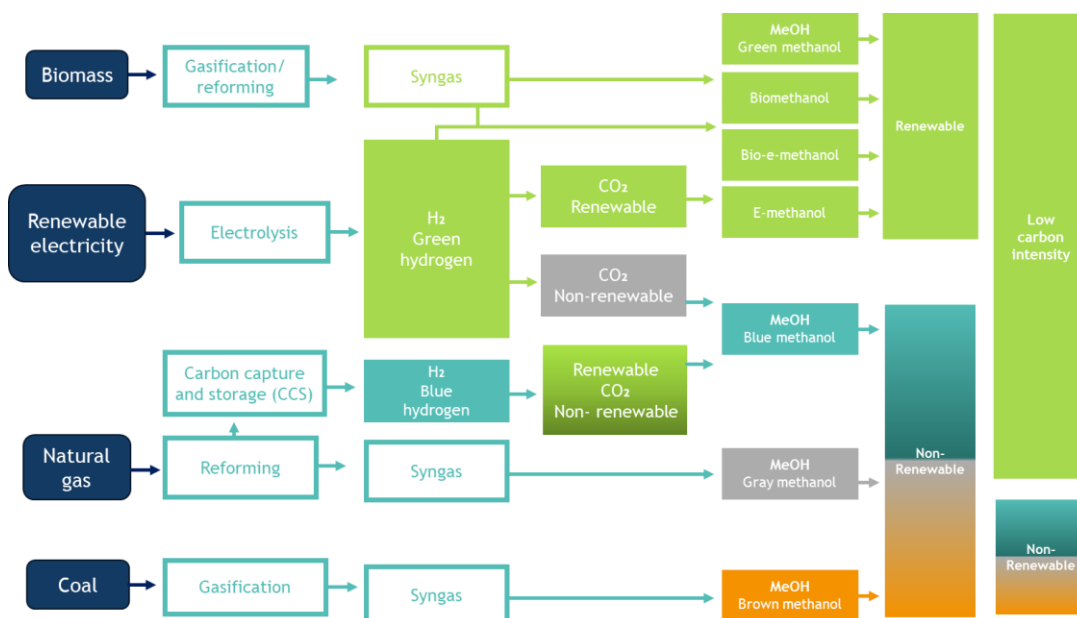 Biomass
Gasification/
reforming
Syngas
MeOH
Green methanol
Biomethanol
Bio-e-methanol
E-methanol
Renewable
Low
carbon
intensity
Renewable
electricity
Electrolysis
H₂
Green
hydrogen
CO₂
Renewable
CO₂
Non-renewable
MeOH
Blue methanol
Carbon capture
and storage (CCS)
H₂
Blue
hydrogen
Renewable
CO₂
Non- renewable
Natural
gas
Reforming
Syngas
MeOH
Gray methanol
Non-
Renewable
Non-
Renewable
Coal
Gasification
Syngas
MeOH
Brown methanol